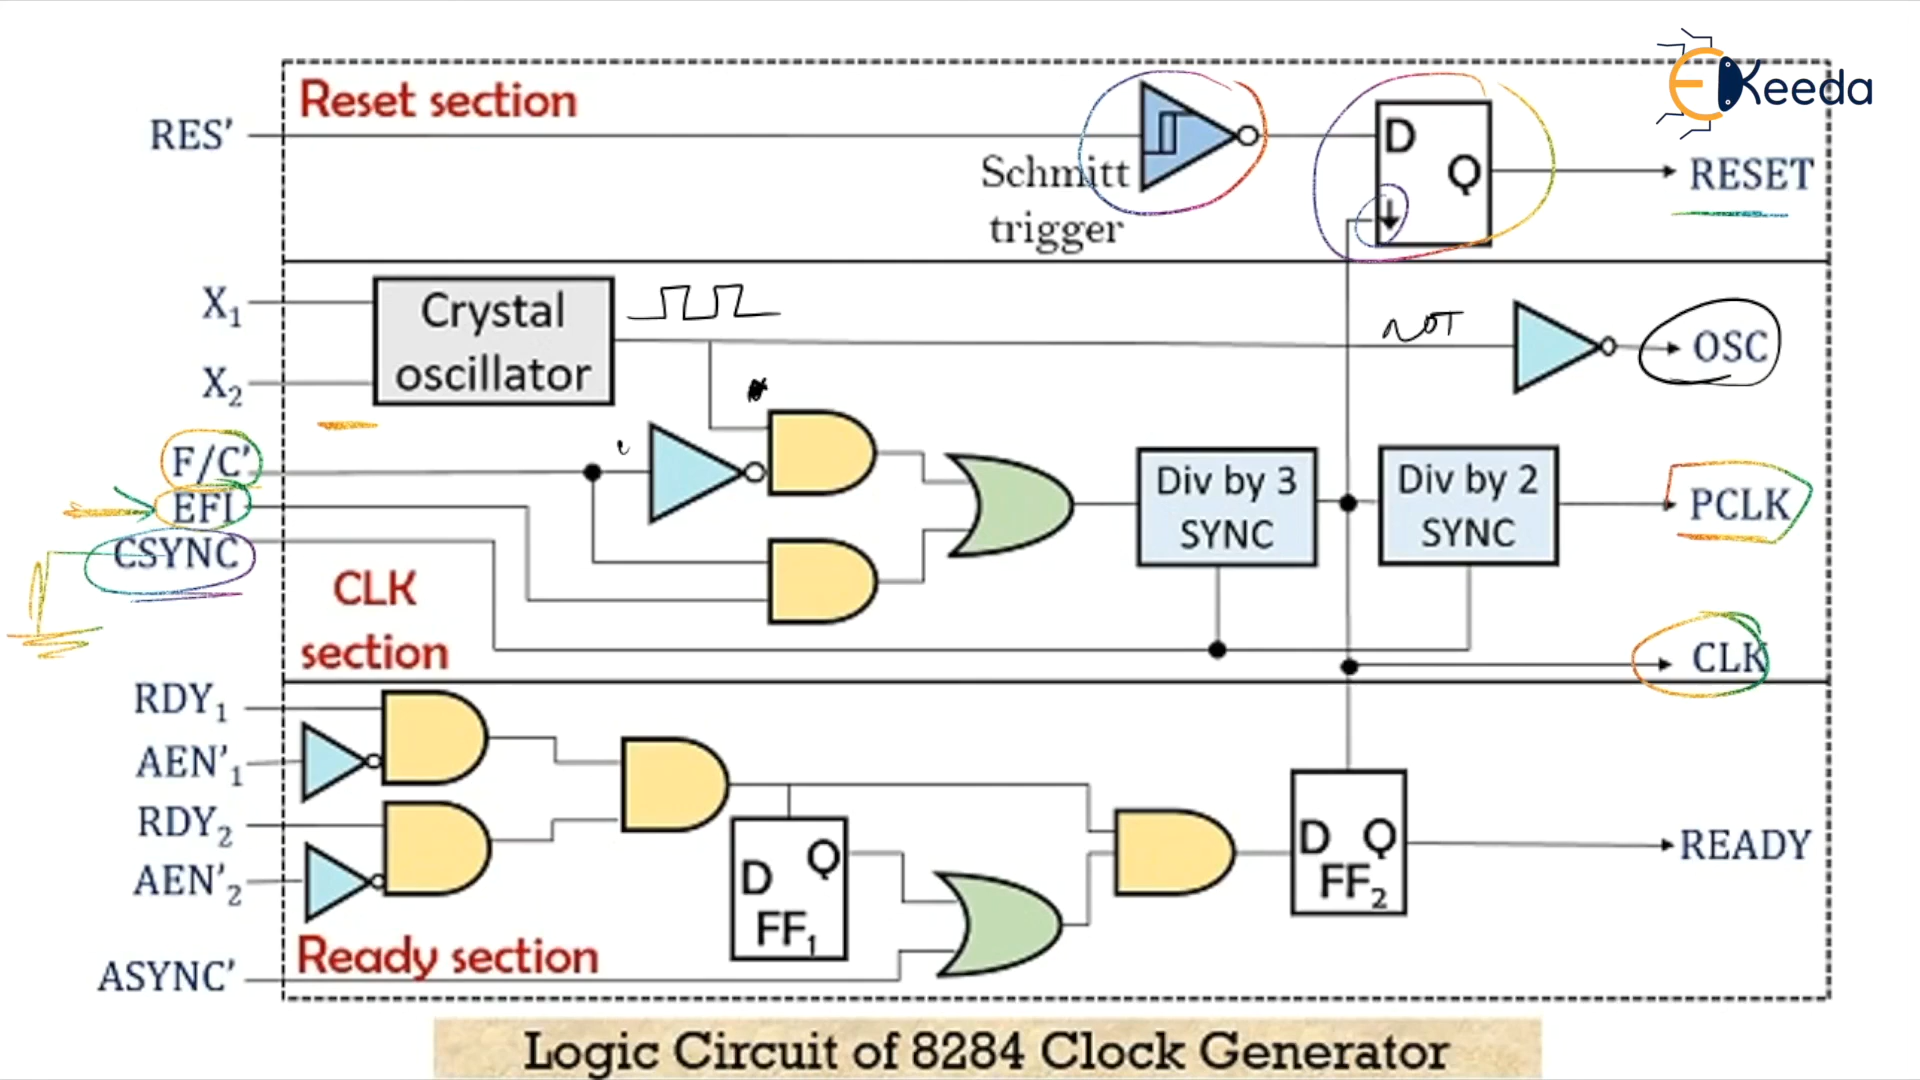 EKeeda
Reset section
RES'
Schmitt
trigger
D
Q
RESET
X1
X2
Crystal
oscillator
NOT
OSC
F/C'
EFI
CSYNC
CLK
section
Div by 3
SYNC
Div by 2
SYNC
PCLK
CLK
RDY1
AEN'1
RDY2
AEN'2
ASYNC'
Ready section
D Q
FF1
D Q
FF2
READY
Logic Circuit of 8284 Clock Generator